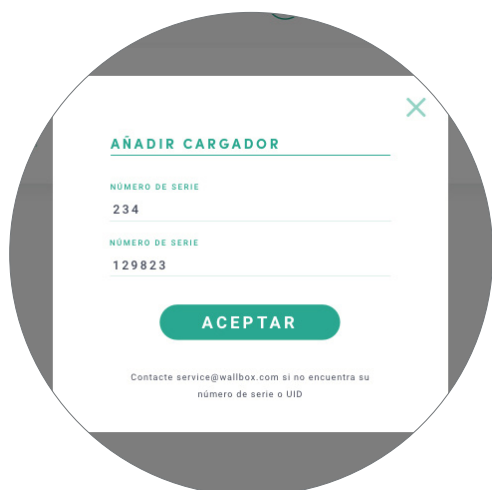 AÑADIR CARGADOR
NÚMERO DE SERIE
234
NÚMERO DE SERIE
129823
ACEPTAR
Contacte service@wallbox.com si no encuentra su
número de serie o UID